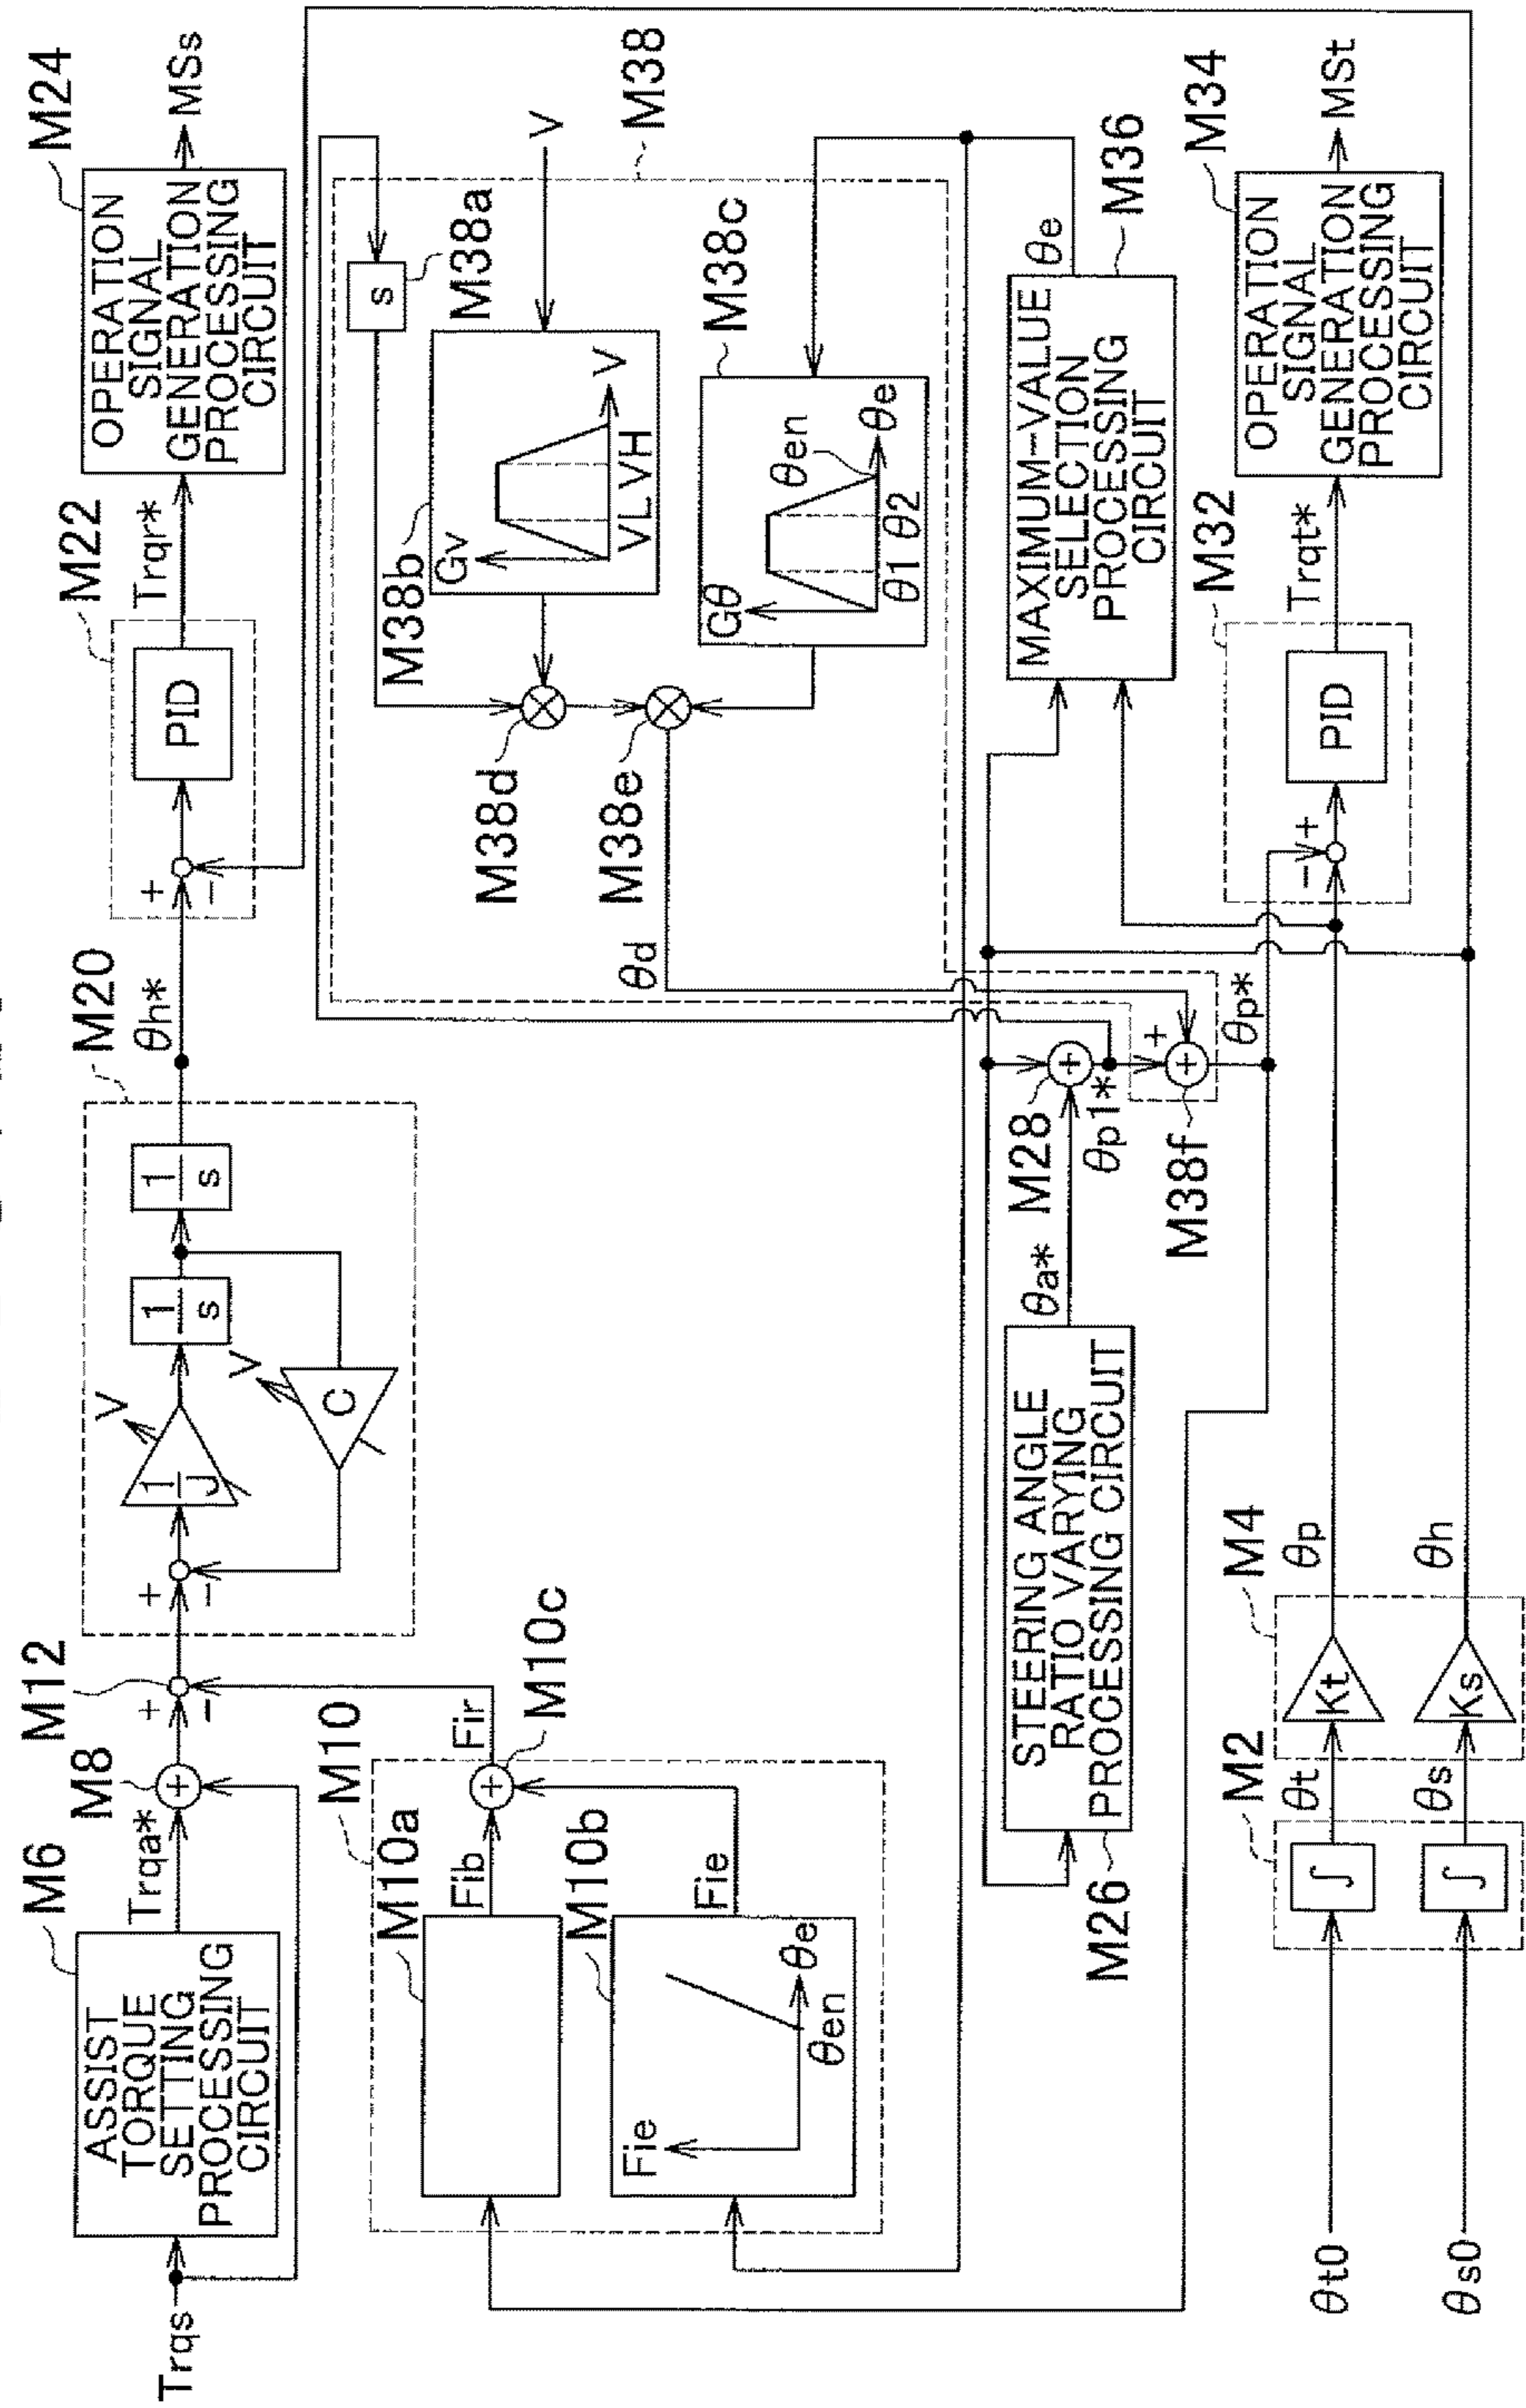 Trqs
M6
ASSIST
TORQUE
SETTING
PROCESSING
CIRCUIT
Trqa*
M8
+
M12
+
−
M20
+
−
1
J
V
1
s
1
s
C
V
θh*
M22
+
−
PID
Trqr*
M24
OPERATION
SIGNAL
GENERATION
PROCESSING
CIRCUIT
MSs
M10
M10a
Fib
M10b
Fie
θen
θe
Fie
+
M10c
Fir
M38
s
M38a
V
M38b
Gv
VL
VH
V
M38c
Gθ
θen
θ1
θ2
θe
M38d
M38e
θd
M26
STEERING ANGLE
RATIO VARYING
PROCESSING CIRCUIT
θa*
M28
+
θp1*
+
+
M38f
θp*
MAXIMUM-VALUE
SELECTION
PROCESSING
CIRCUIT
θe
M36
θt0
θs0
M2
∫
∫
θt
θs
M4
Kt
Ks
θp
θh
M32
−
+
PID
Trqt*
M34
OPERATION
SIGNAL
GENERATION
PROCESSING
CIRCUIT
MSt